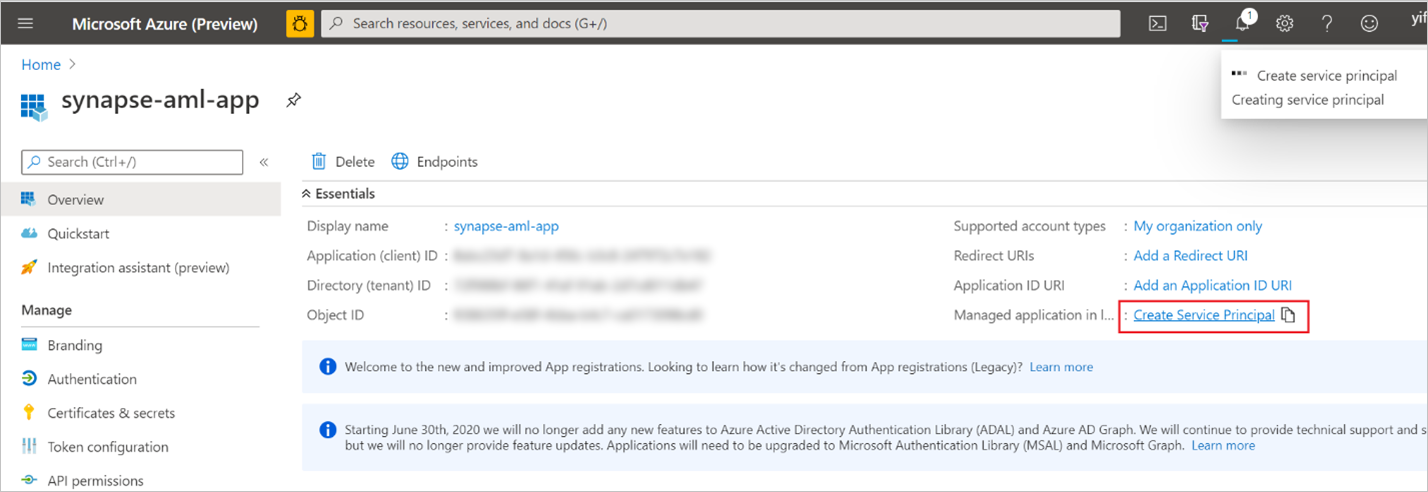 Microsoft Azure (Preview)
Search resources, services, and docs (G+/)
1
yif
Home >
Create service principal
Creating service principal
synapse-aml-app
Search (Ctrl+/)
«
Delete
Endpoints
Essentials
Overview
Quickstart
Integration assistant (preview)
Manage
Branding
Authentication
Certificates & secrets
Token configuration
API permissions
Display name : synapse-aml-app
Application (client) ID :
Directory (tenant) ID :
Object ID :
Supported account types : My organization only
Redirect URIs : Add a Redirect URI
Application ID URI : Add an Application ID URI
Managed application in l... : Create Service Principal
Welcome to the new and improved App registrations. Looking to learn how it's changed from App registrations (Legacy)? Learn more
Starting June 30th, 2020 we will no longer add any new features to Azure Active Directory Authentication Library (ADAL) and Azure AD Graph. We will continue to provide technical support and s
but we will no longer provide feature updates. Applications will need to be upgraded to Microsoft Authentication Library (MSAL) and Microsoft Graph. Learn more